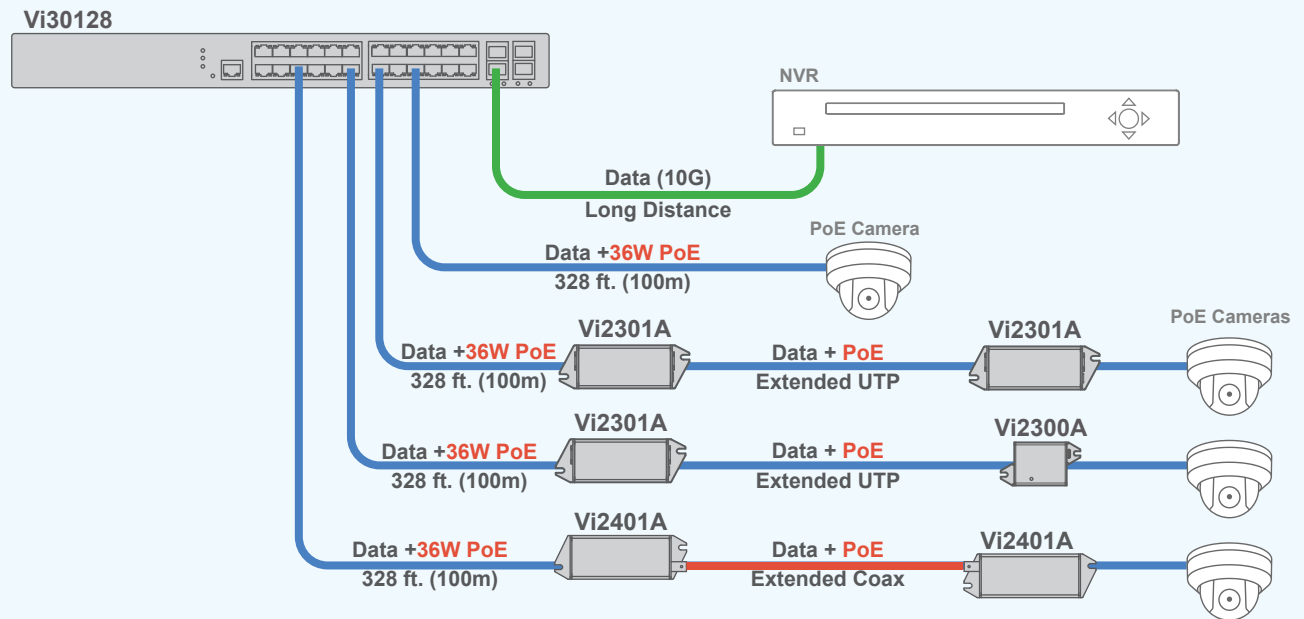 Vi30128
NVR
Data (10G)
Long Distance
PoE Camera
Data +36W PoE
328 ft. (100m)
PoE Cameras
Vi2301A
Vi2301A
Data +36W PoE
328 ft. (100m)
Data + PoE
Extended UTP
Vi2301A
Vi2300A
Data +36W PoE
328 ft. (100m)
Data + PoE
Extended UTP
Vi2401A
Vi2401A
Data +36W PoE
328 ft. (100m)
Data + PoE
Extended Coax